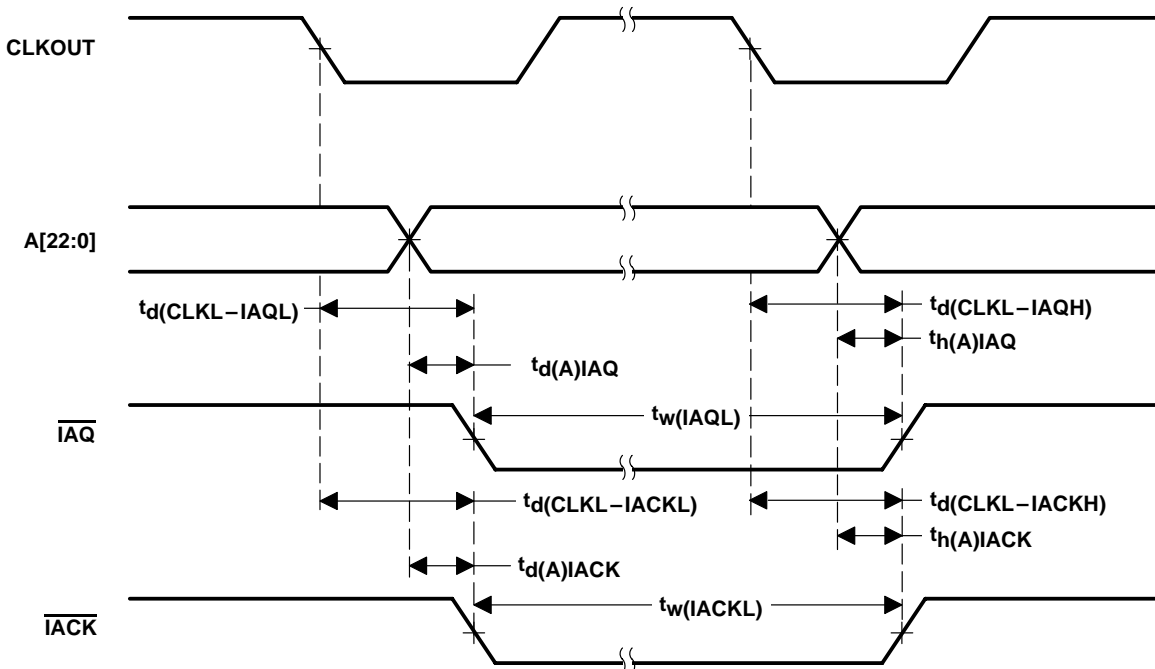 CLKOUT
A[22:0]
td(CLKL–IAQL)
td(CLKL–IAQH)
th(A)IAQ
td(A)IAQ
IAQ
tw(IAQL)
td(CLKL–IACKL)
td(CLKL–IACKH)
th(A)IACK
td(A)IACK
tw(IACKL)
IACK